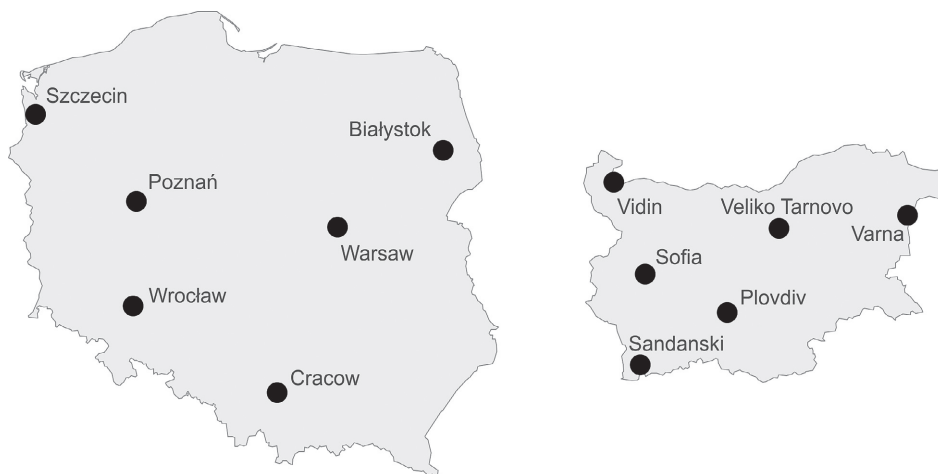 Szczecin
Białystok
Poznań
Warsaw
Wrocław
Cracow
Vidin
Veliko Tarnovo
Varna
Sofia
Plovdiv
Sandanski